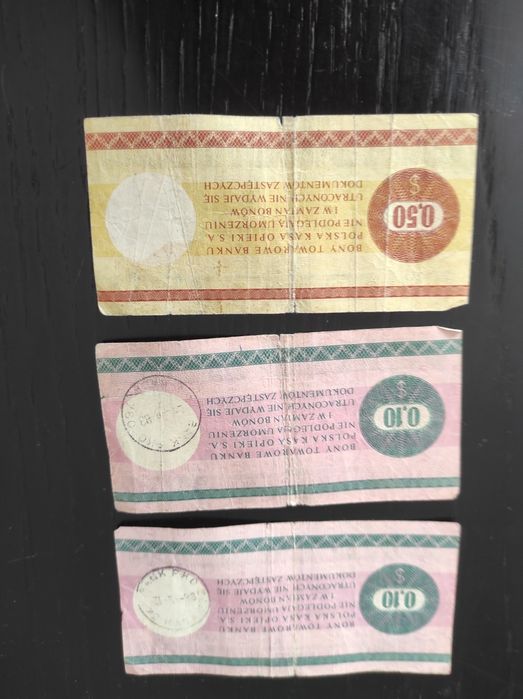 BONY TOWAROWE BANKU
POLSKA KASA OPIEKI S.A.
NIE PODLEGAJĄ UMORZENIU
I W ZAMIAN BONÓW
UTRACONYCH NIE WYDAJE SIĘ
DOKUMENTÓW ZASTĘPCZYCH
0,50
$
BONY TOWAROWE BANKU
POLSKA KASA OPIEKI S.A.
NIE PODLEGAJĄ UMORZENIU
I W ZAMIAN BONÓW
UTRACONYCH NIE WYDAJE SIĘ
DOKUMENTÓW ZASTĘPCZYCH
0,10
$
BONY TOWAROWE BANKU
POLSKA KASA OPIEKI S.A.
NIE PODLEGAJĄ UMORZENIU
I W ZAMIAN BONÓW
UTRACONYCH NIE WYDAJE SIĘ
DOKUMENTÓW ZASTĘPCZYCH
0,10
$